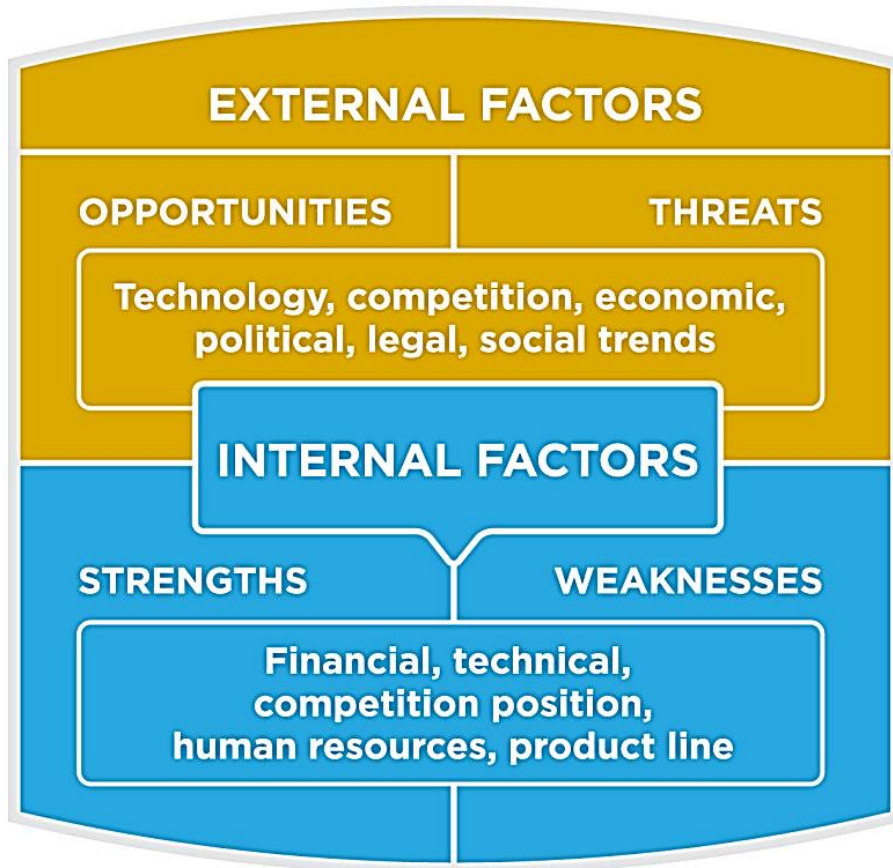 EXTERNAL FACTORS
OPPORTUNITIES
THREATS
Technology, competition, economic,
political, legal, social trends
INTERNAL FACTORS
STRENGTHS
WEAKNESSES
Financial, technical,
competition position,
human resources, product line